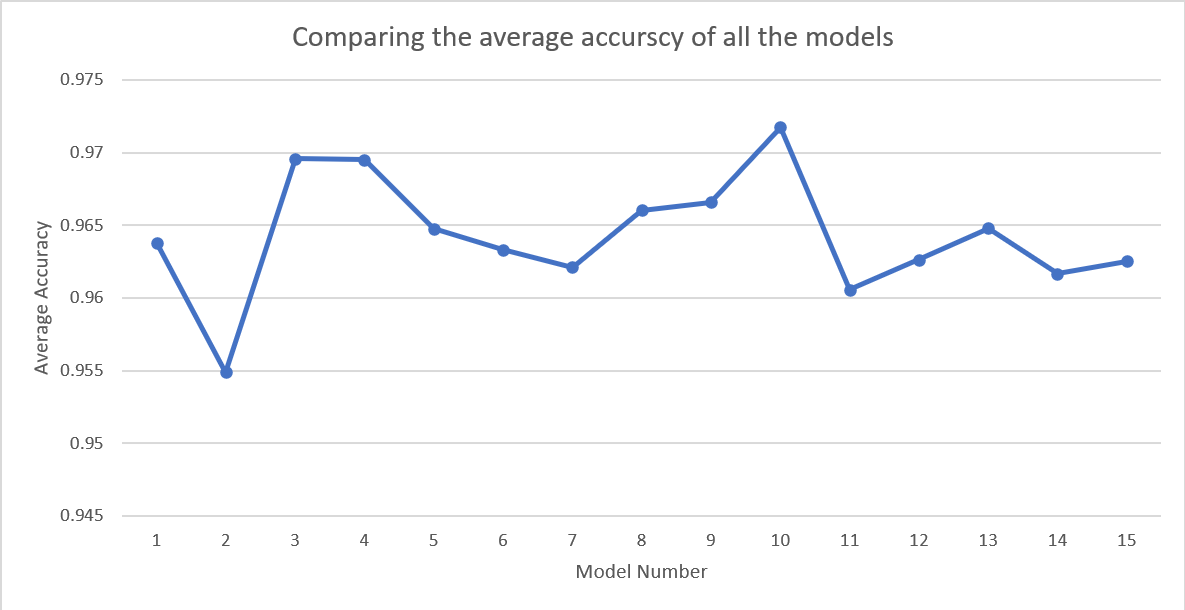 Comparing the average accurscy of all the models
0.975
0.97
0.965
0.96
0.955
0.95
0.945
Average Accuracy
1 2 3 4 5 6 7 8 9 10 11 12 13 14 15
Model Number